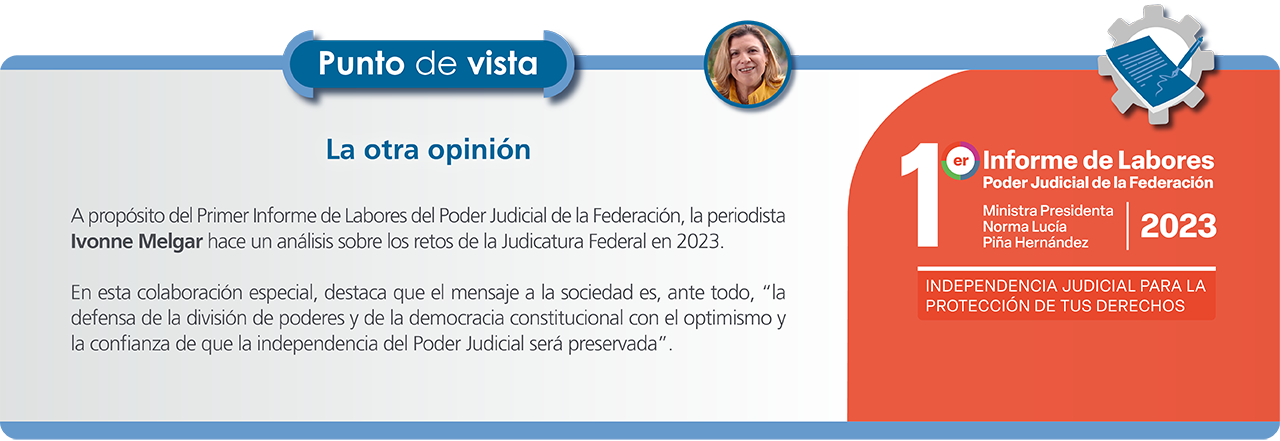 Punto de vista
La otra opinión
A propósito del Primer Informe de Labores del Poder Judicial de la Federación, la periodista
Ivonne Melgar hace un análisis sobre los retos de la Judicatura Federal en 2023.
En esta colaboración especial, destaca que el mensaje a la sociedad es, ante todo, “la
defensa de la división de poderes y de la democracia constitucional con el optimismo y
la confianza de que la independencia del Poder Judicial será preservada”.
1er Informe de Labores
Poder Judicial de la Federación
Ministra Presidenta
Norma Lucía
Piña Hernández
2023
INDEPENDENCIA JUDICIAL PARA LA
PROTECCIÓN DE TUS DERECHOS